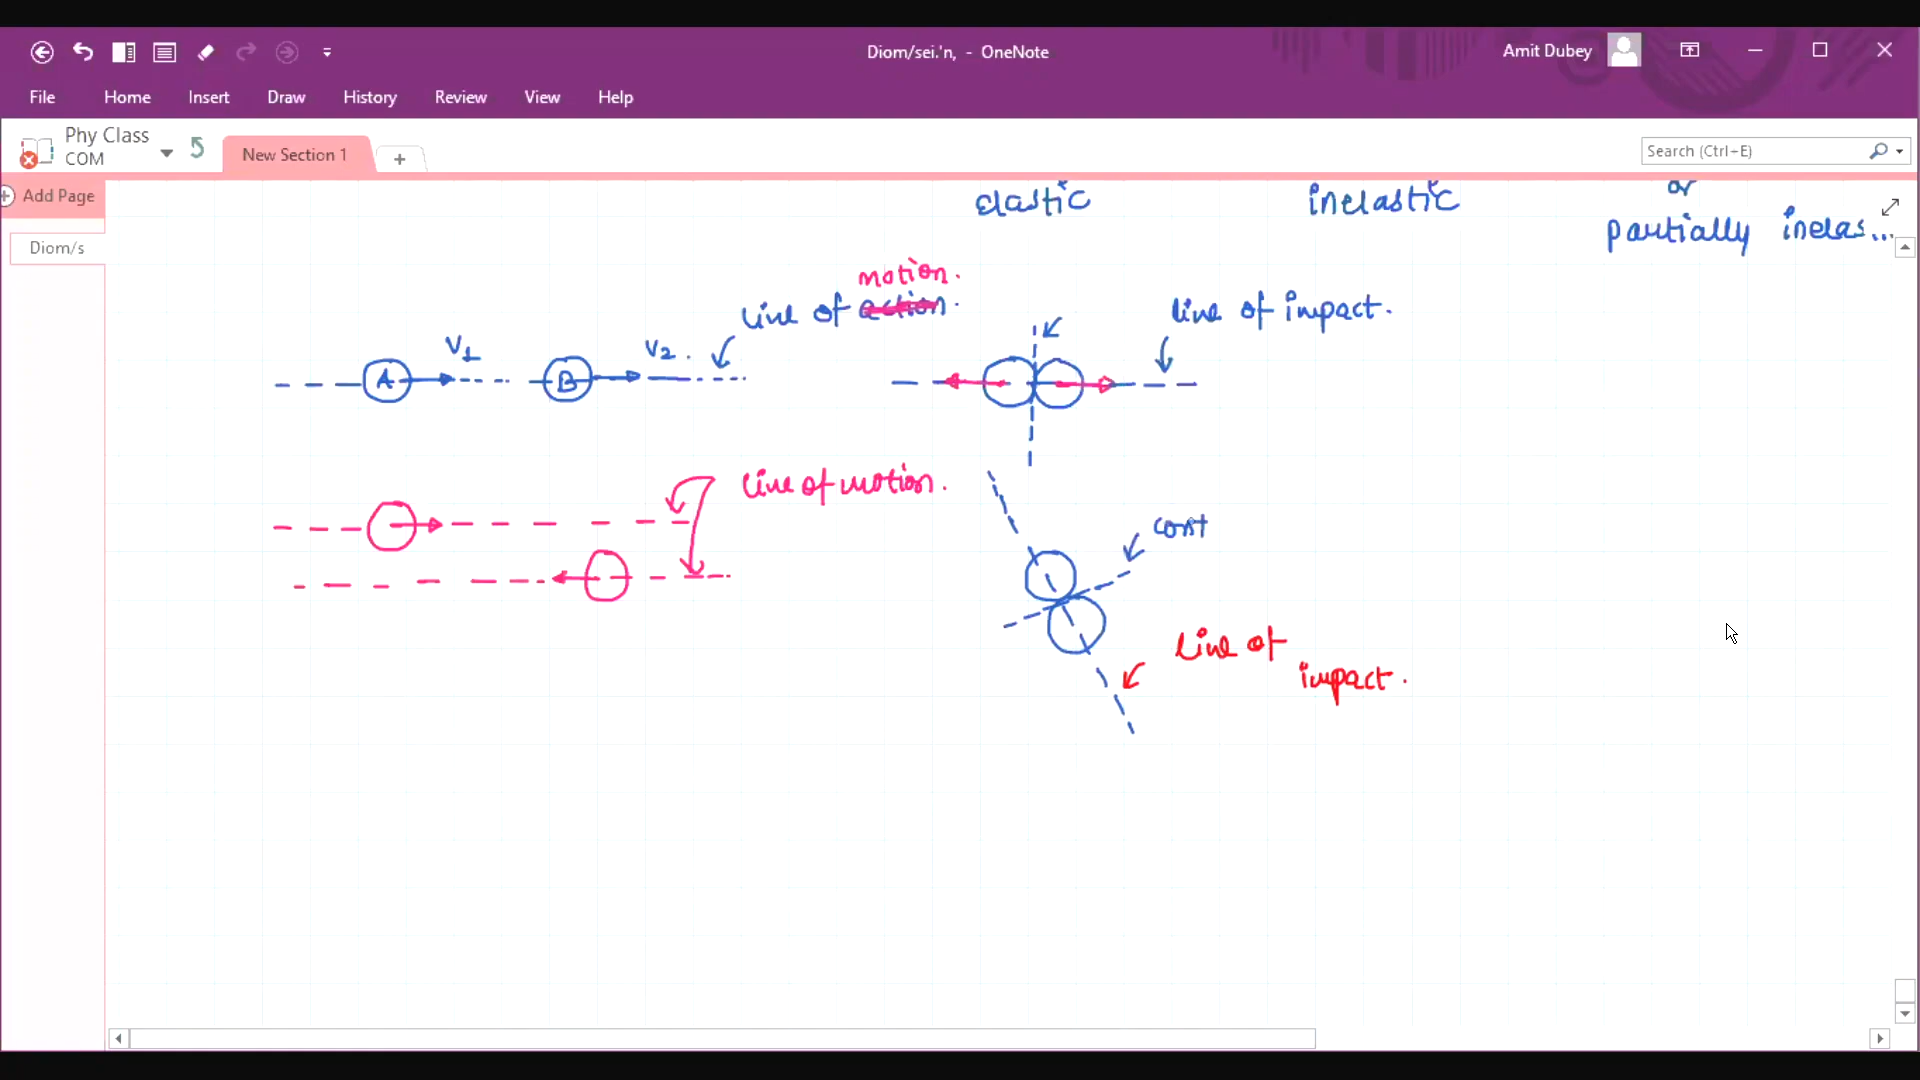 Diom/sei.'n, - OneNote
Amit Dubey
File Home Insert Draw History Review View Help
Phy Class
COM
New Section 1
+
Search (Ctrl+E)
Add Page
Diom/s
elastic
inelastic
or
partially inelas...
motion.
line of action.
V1
V2.
A
B
line of impact.
line of motion.
cont
line of
impact.